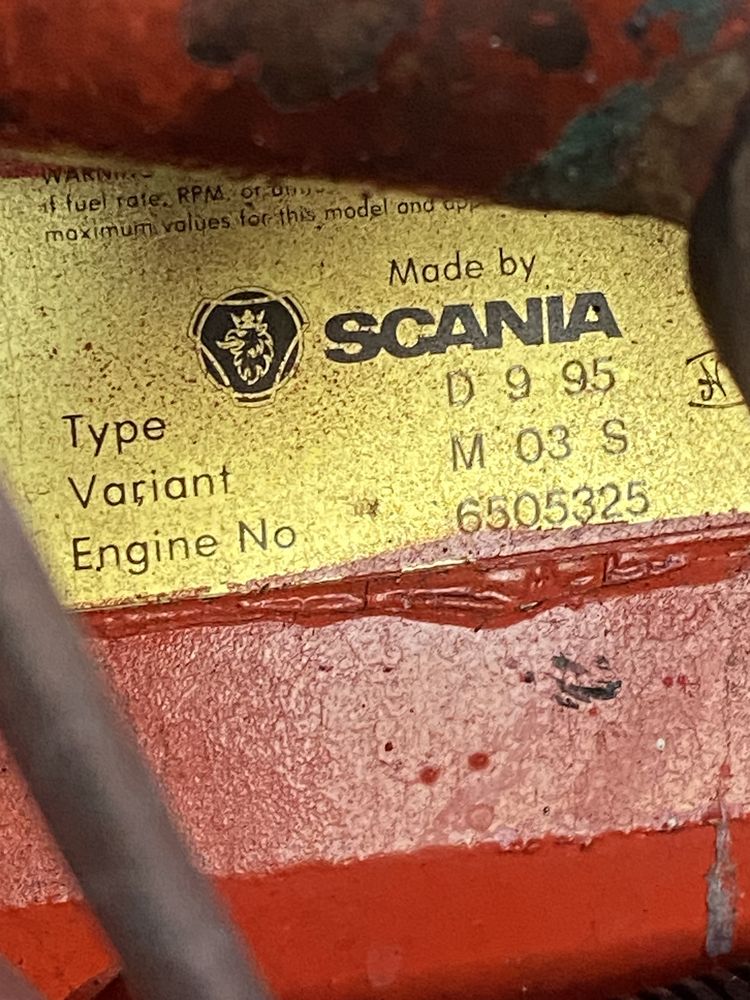 WARNING
if fuel rate, RPM, or
maximum values for this model and
Made by
SCANIA
Type D 9 95
Variant M 03 S
Engine No 6505325